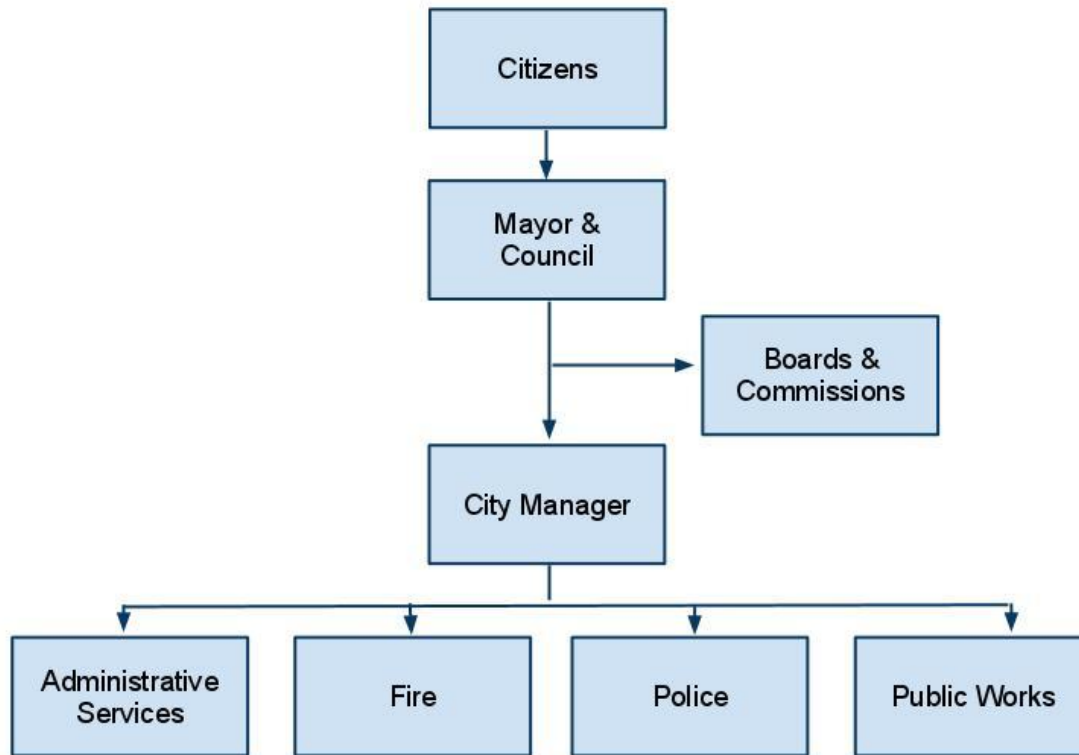 Citizens
Mayor &
Council
Boards &
Commissions
City Manager
Administrative
Services
Fire
Police
Public Works